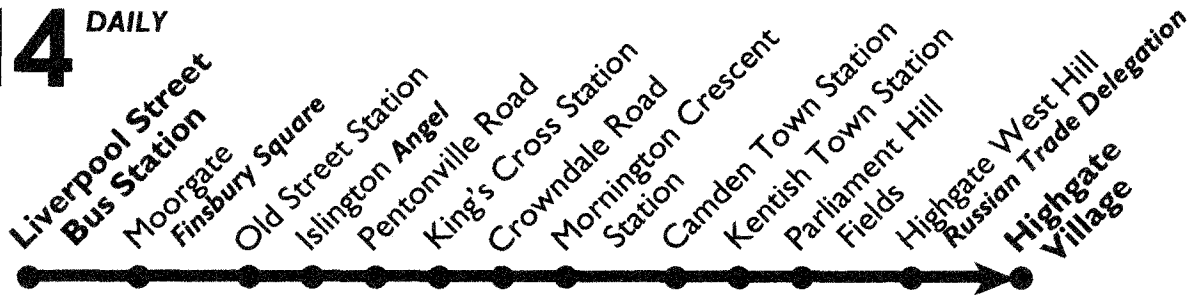 14 DAILY
Liverpool Street
Bus Station
Moorgate
Finsbury Square
Old Street Station
Islington Angel
Pentonville Road
King's Cross Station
Crowndale Road
Mornington Crescent
Station
Camden Town Station
Kentish Town Station
Parliament Hill
Fields
Highgate West Hill
Russian Trade Delegation
Highgate
Village